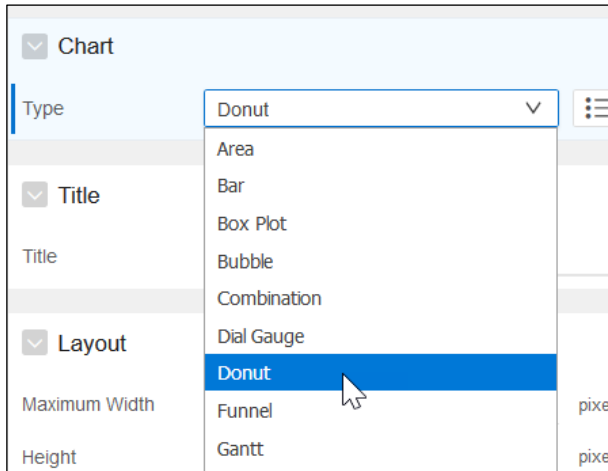 Chart
Type
Donut
Area
Bar
Title
Box Plot
Title
Bubble
Combination
Layout
Dial Gauge
Donut
Maximum Width
Funnel
pixe
Height
Gantt
pixe